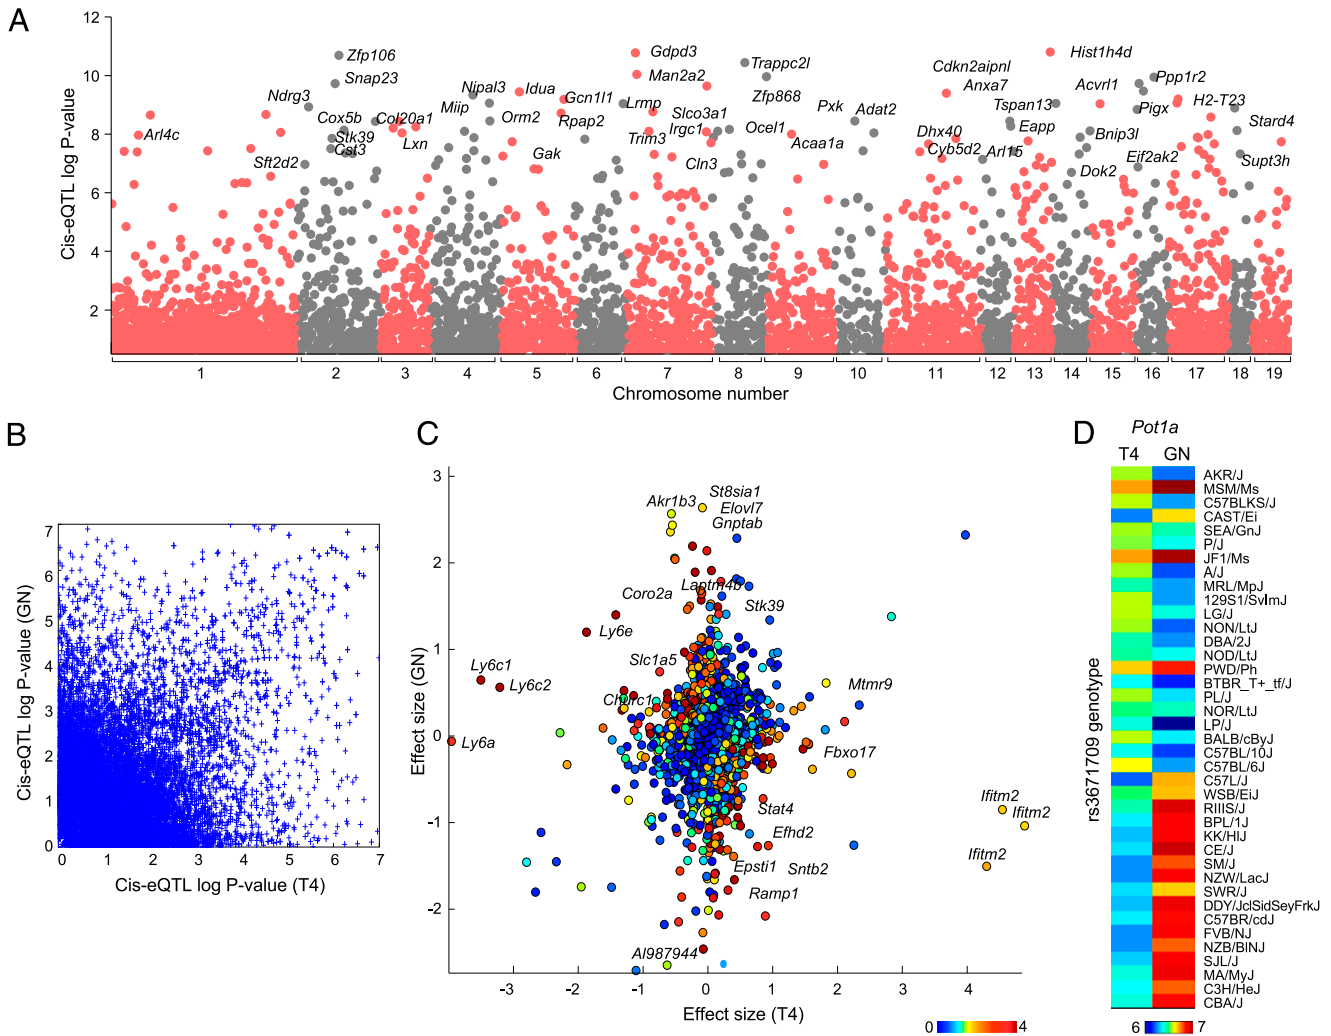 A
12
10
8
6
4
2
Cis-eQTL log P-value
Arl4c
Sft2d2
Ndrg3
Zfp106
Snap23
Cox5b
Stk39
Cst3
Col20a1
Lxn
Nipal3
Miip
Idua
Orm2
Gcn1l1
Rpap2
Gak
Gdpd3
Man2a2
Lrmp
Slco3a1
Trim3
Irgc1
Cln3
Trappc2l
Zfp868
Ocel1
Pxk
Acaa1a
Adat2
Cdkn2aipnl
Anxa7
Dhx40
Cyb5d2
Tspan13
Eapp
Arl15
Hist1h4d
Acvrl1
Bnip3l
Dok2
Ppp1r2
Pigx
Eif2ak2
H2-T23
Stard4
Supt3h
1 2 3 4 5 6 7 8 9 10 11 12 13 14 15 16 17 18 19
Chromosome number
B
7
6
5
4
3
2
1
0
Cis-eQTL log P-value (GN)
0 1 2 3 4 5 6 7
Cis-eQTL log P-value (T4)
C
3
2
1
0
-1
-2
Effect size (GN)
Akr1b3
St8sia1
Elovl7
Gnptab
Coro2a
Laptm4b
Stk39
Ly6e
Slc1a5
Ly6c1
Ly6c2
Mtmr9
Ly6a
Fbxo17
Stat4
Ifitm2
Ifitm2
Efhd2
Ifitm2
Epsti1
Sntb2
Ramp1
AI987944
-3 -2 -1 0 1 2 3 4
Effect size (T4)
0 4
D
Pot1a
T4 GN
rs3671709 genotype
AKR/J
MSM/Ms
C57BLKS/J
CAST/Ei
SEA/GnJ
P/J
JF1/Ms
A/J
MRL/MpJ
129S1/SvlmJ
LG/J
NON/LtJ
DBA/2J
NOD/LtJ
PWD/Ph
BTBR_T+_tf/J
PL/J
NOR/LtJ
LP/J
BALB/cByJ
C57BL/10J
C57BL/6J
C57L/J
WSB/EiJ
RIIIS/J
BPL/1J
KK/HIJ
CE/J
SM/J
NZW/LacJ
SWR/J
DDY/JclSidSeyFrkJ
C57BR/cdJ
FVB/NJ
NZB/BlNJ
SJL/J
MA/MyJ
C3H/HeJ
CBA/J
6 7